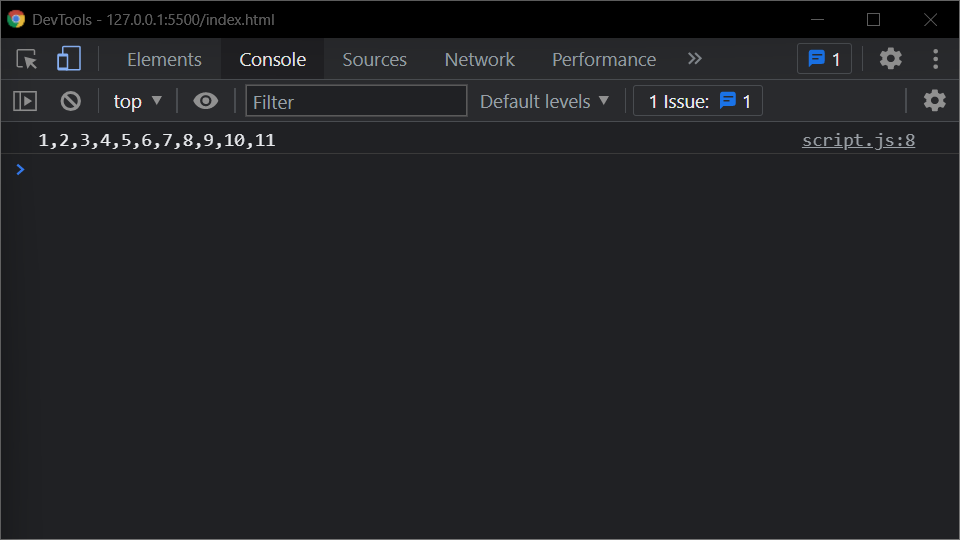 DevTools - 127.0.0.1:5500/index.html
Elements Console Sources Network Performance » 1
top ▼ Filter Default levels ▼ 1 Issue: 1
1,2,3,4,5,6,7,8,9,10,11 script.js:8
>